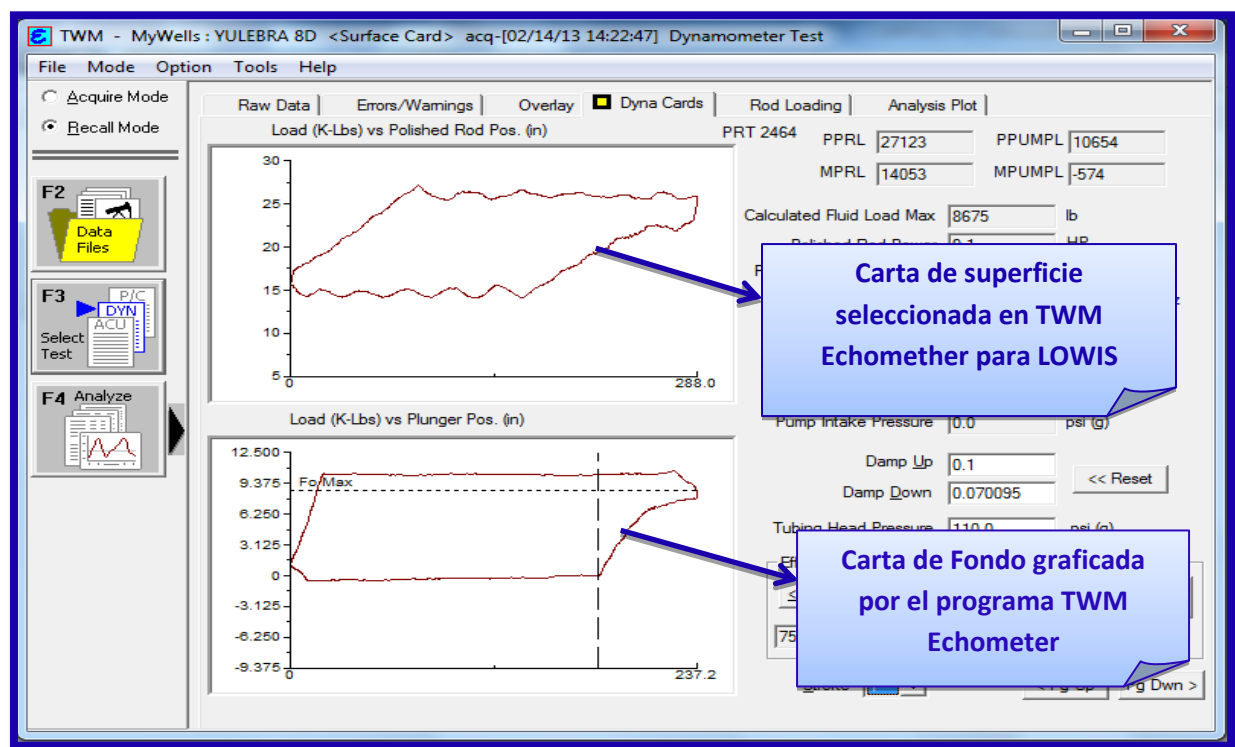 TWM - MyWells : YULEBRA 8D <Surface Card> acq-[02/14/13 14:22:47] Dynamometer Test
File Mode Option Tools Help
Acquire Mode
Recall Mode
F2
Data
Files
F3
P/C
DYN
ACU
Select
Test
F4 Analyze
Raw Data
Errors/Warnings
Overlay
Dyna Cards
Rod Loading
Analysis Plot
Load (K-Lbs) vs Polished Rod Pos. (in)
30
25
20
15
10
5
0
288.0
Load (K-Lbs) vs Plunger Pos. (in)
12.500
9.375
Fo Max
6.250
3.125
0
-3.125
-6.250
-9.375
0
237.2
PRT 2464
PPRL 27123
PPUMPL 10654
MPRL 14053
MPUMPL -574
Calculated Fluid Load Max 8675 lb
Polished Rod Power
HP
Carta de superficie
seleccionada en TWM
Echomether para LOWIS
Pump Intake Pressure 0.0 psi (g)
Damp Up 0.1
Damp Down 0.070095
<< Reset
Tubing Head Pressure 110.0 psi (g)
Carta de Fondo graficada
por el programa TWM
Echometer
75
Stroke
Pg Dwn >